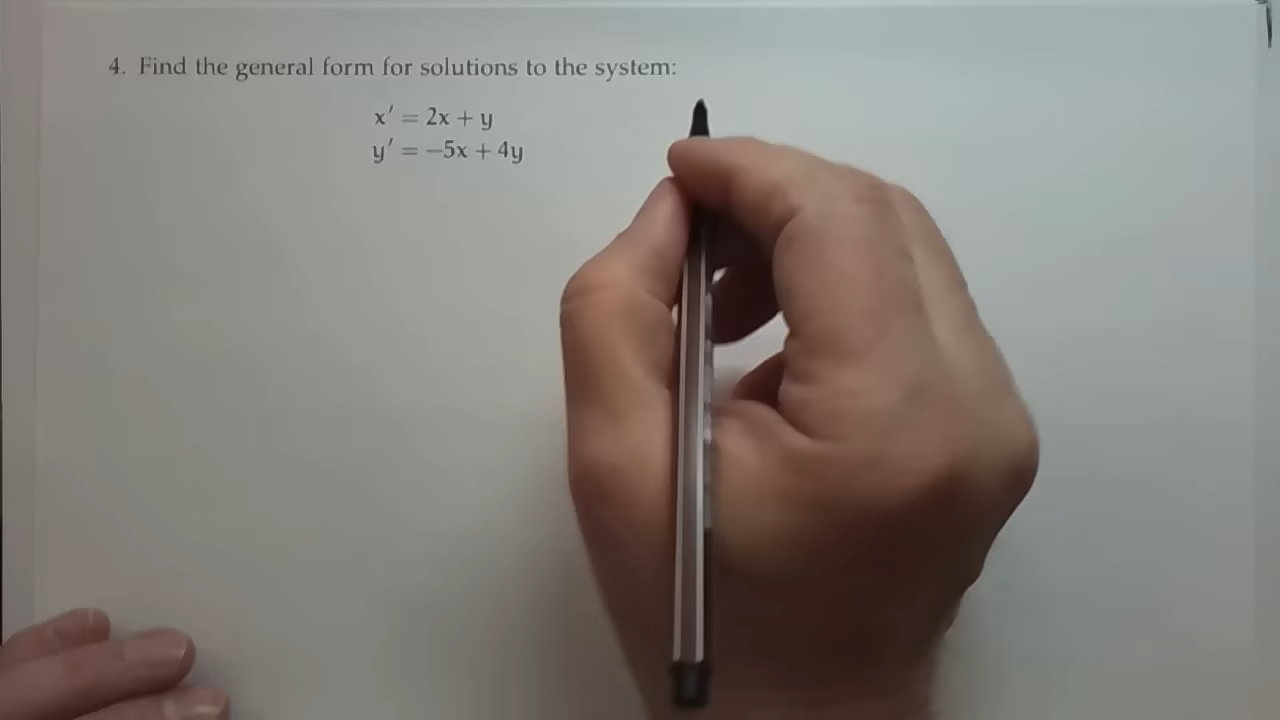 4. Find the general form for solutions to the system:
x′ = 2x + y
y′ = −5x + 4y